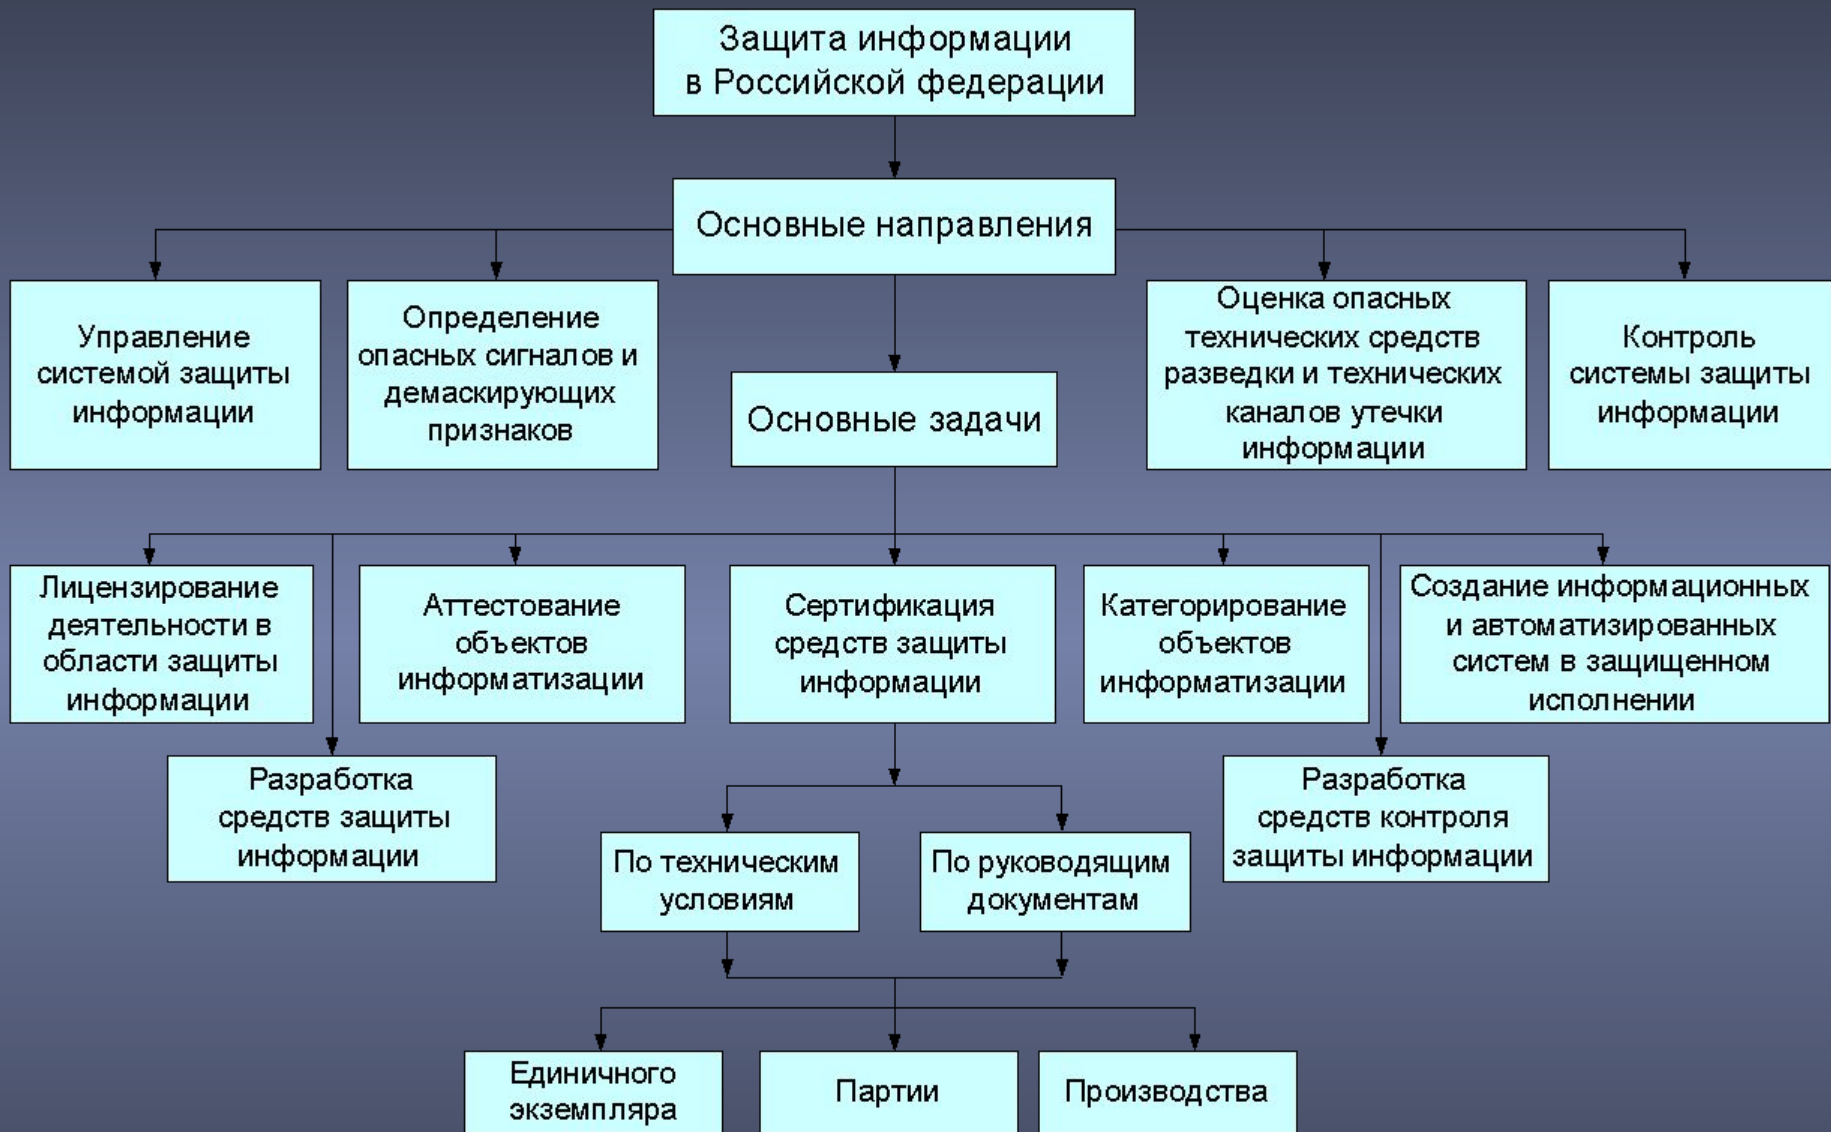 Защита информации
в Российской федерации
Основные направления
Управление
системой защиты
информации
Определение
опасных сигналов и
демаскирующих
признаков
Основные задачи
Оценка опасных
технических средств
разведки и технических
каналов утечки
информации
Контроль
системы защиты
информации
Лицензирование
деятельности в
области защиты
информации
Аттестование
объектов
информатизации
Сертификация
средств защиты
информации
Категорирование
объектов
информатизации
Создание информационных
и автоматизированных
систем в защищенном
исполнении
Разработка
средств защиты
информации
По техническим
условиям
По руководящим
документам
Разработка
средств контроля
защиты информации
Единичного
экземпляра
Партии
Производства